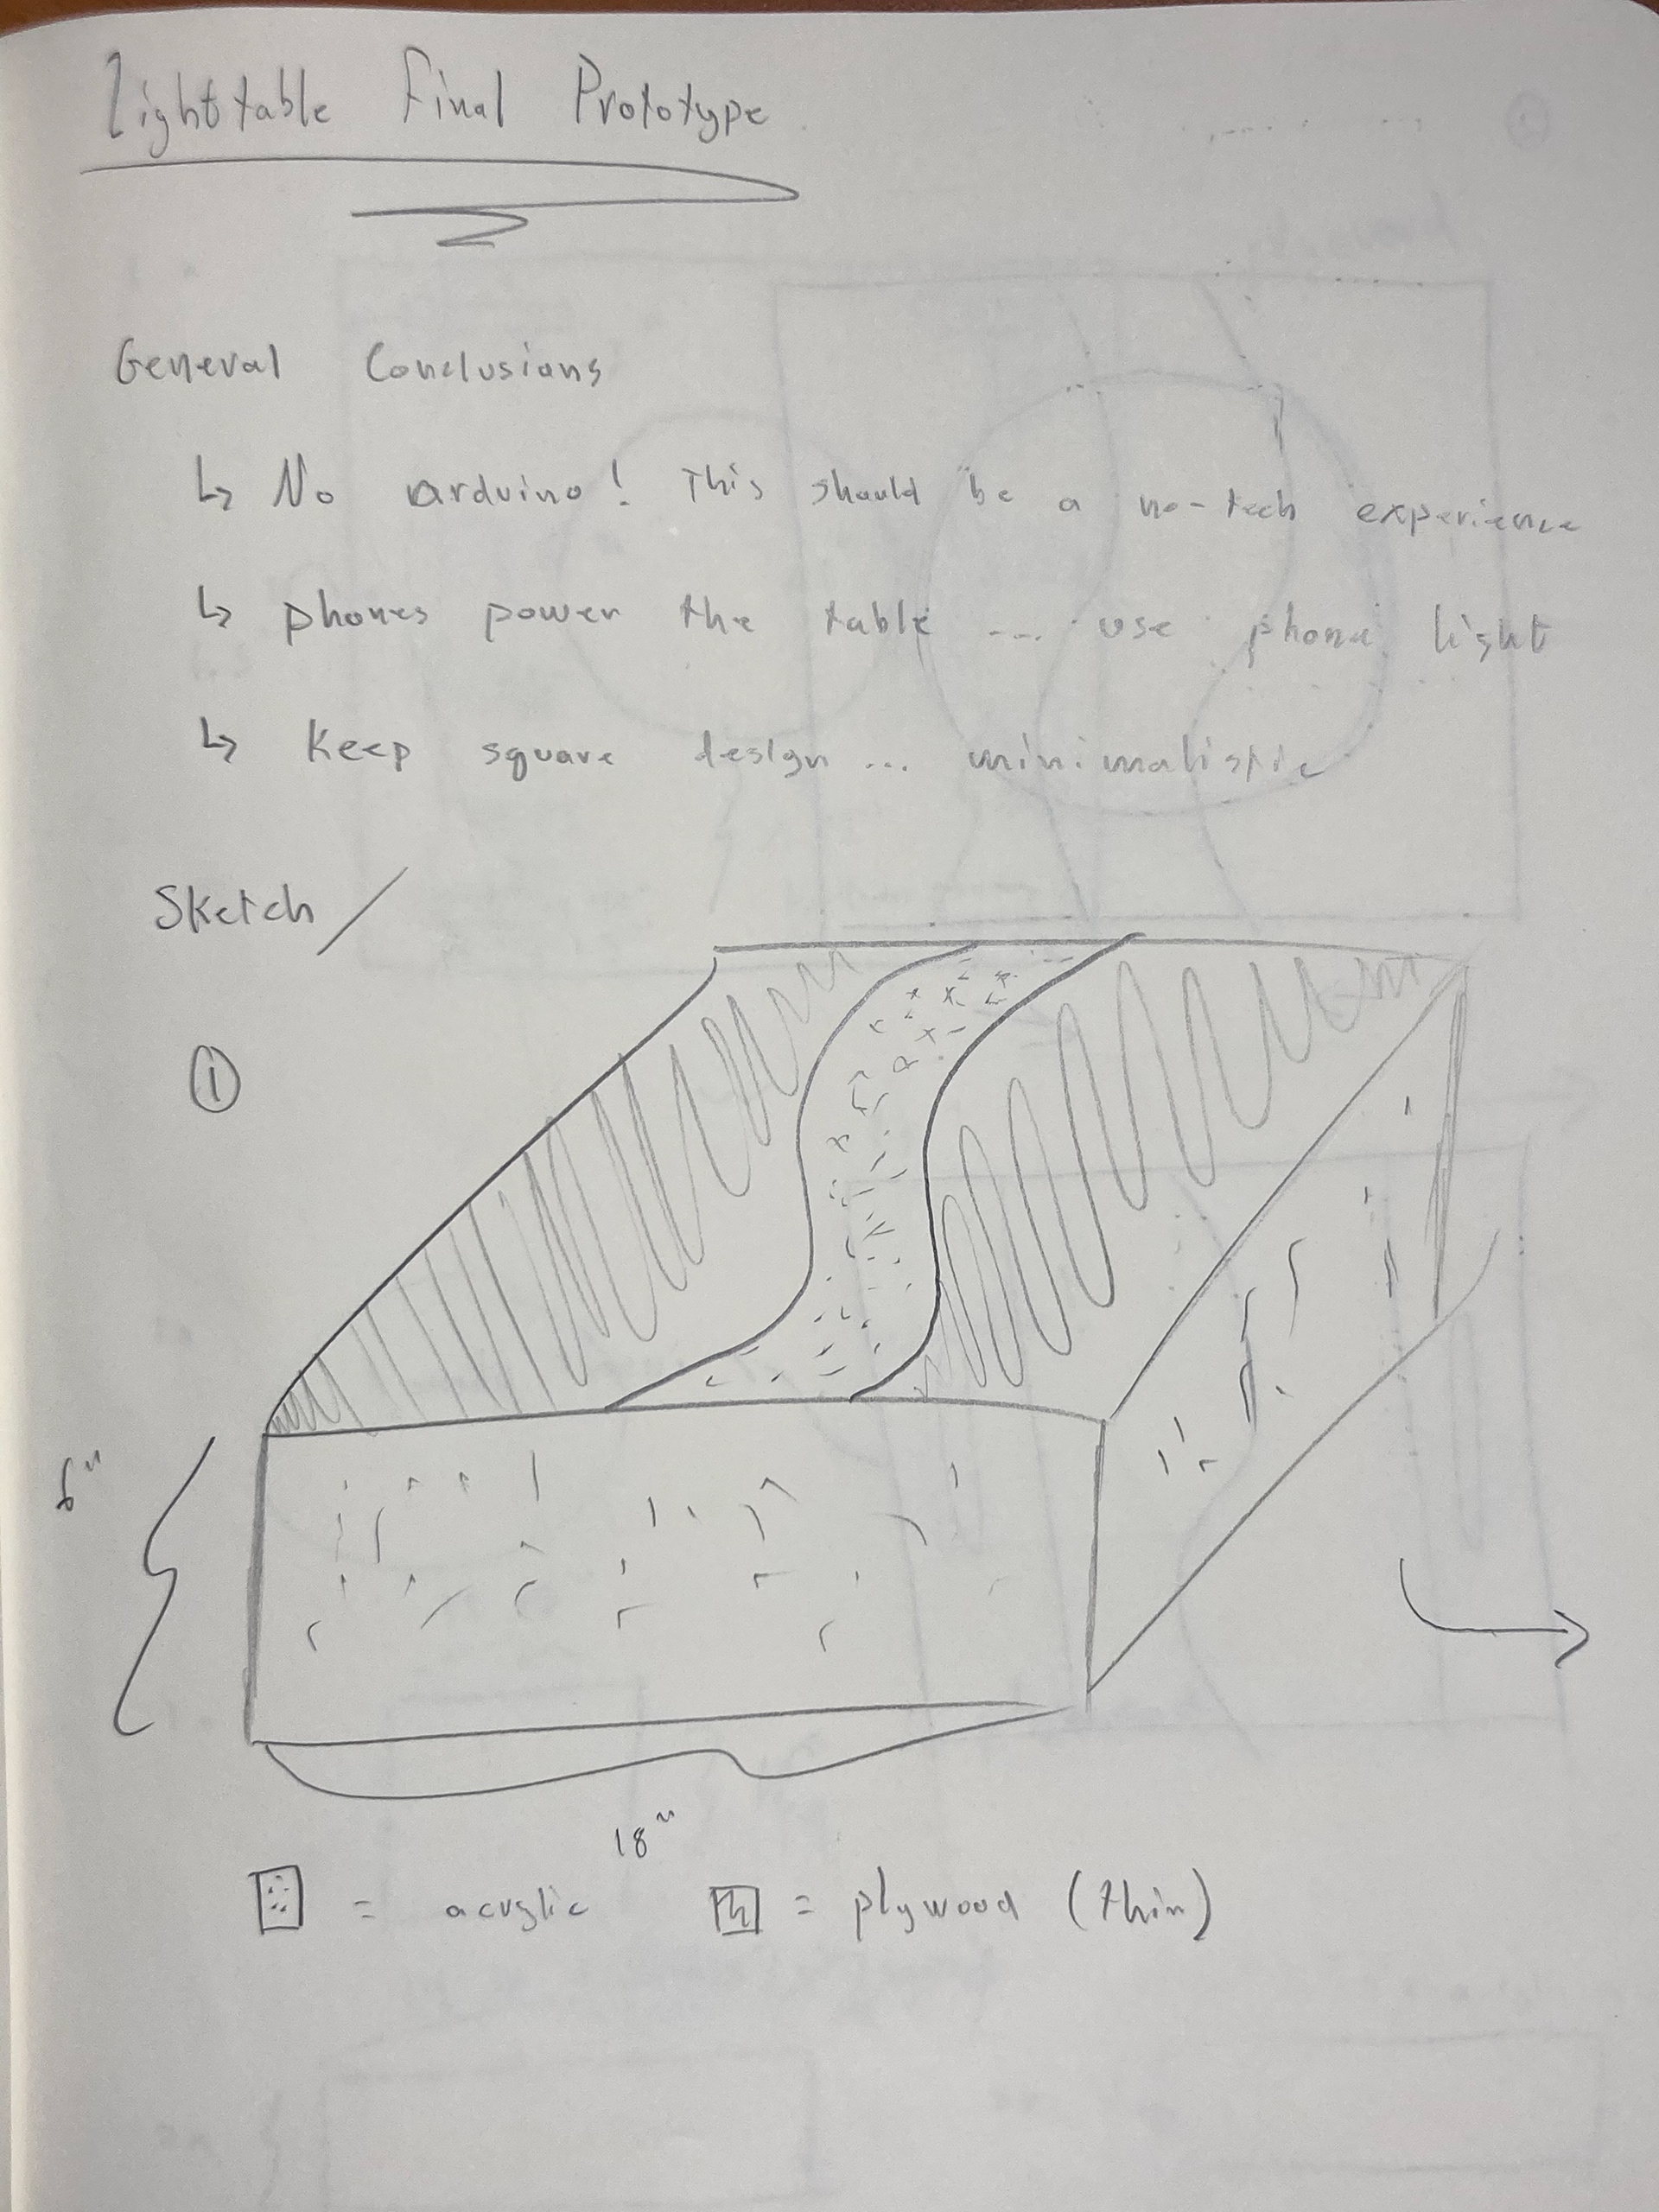 Lighttable Final Prototype
General Conclusians
↳ No arduino! This should be a no-tech experience
↳ phones power the table ... use phone light
↳ Keep square design ... minimalistic
Sketch /
①
6"
18"
= acrylic = plywood (thin)